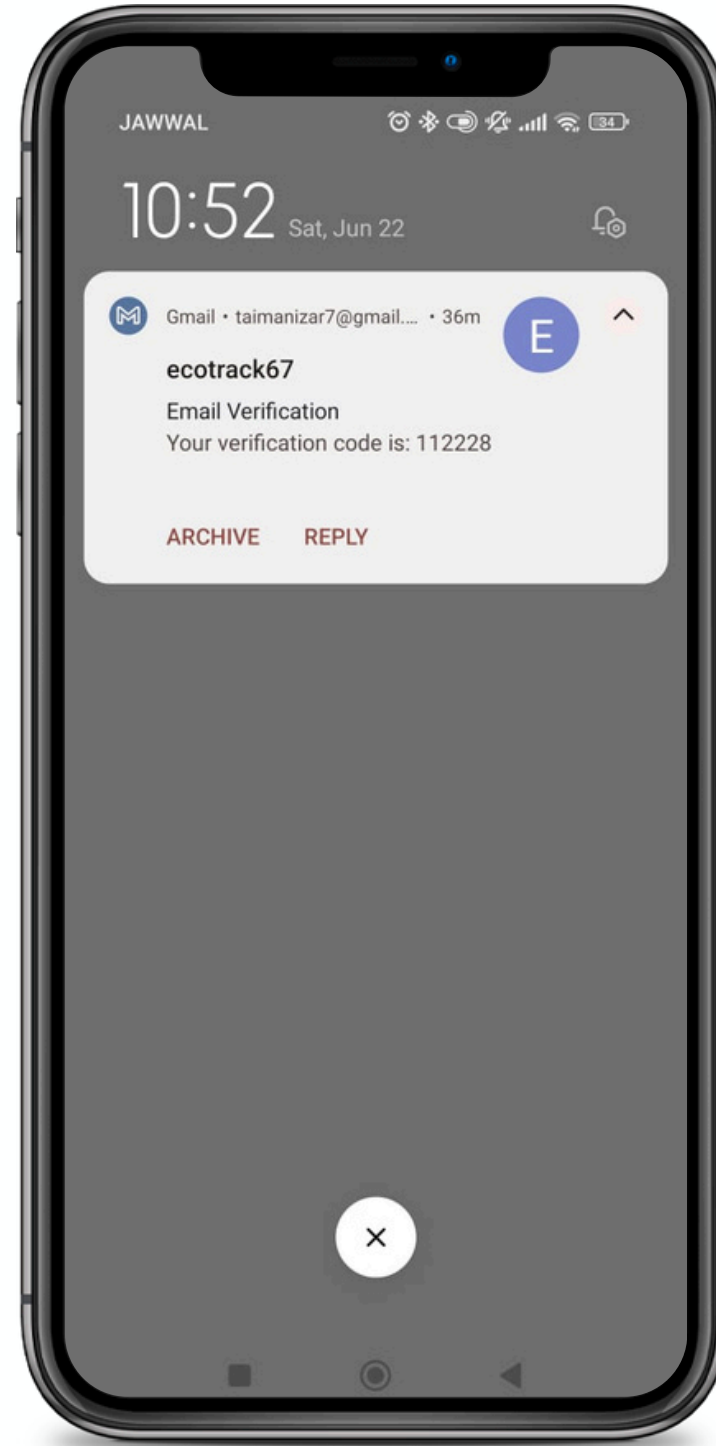 JAWWAL 34
10:52 Sat, Jun 22
Gmail • taimanizar7@gmail.... • 36m
E
ecotrack67
Email Verification
Your verification code is: 112228
ARCHIVE REPLY